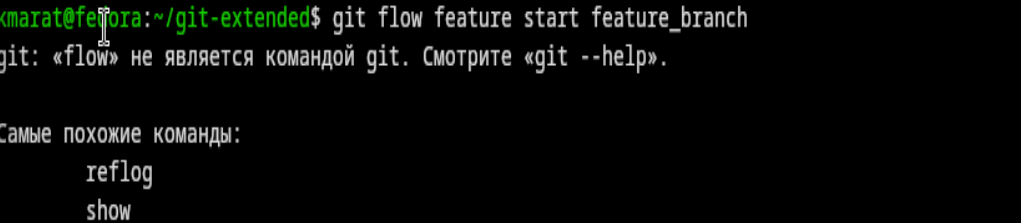 kmarat@fedora:~/git-extended$ git flow feature start feature_branch
git: «flow» не является командой git. Смотрите «git --help».
Самые похожие команды:
reflog
show